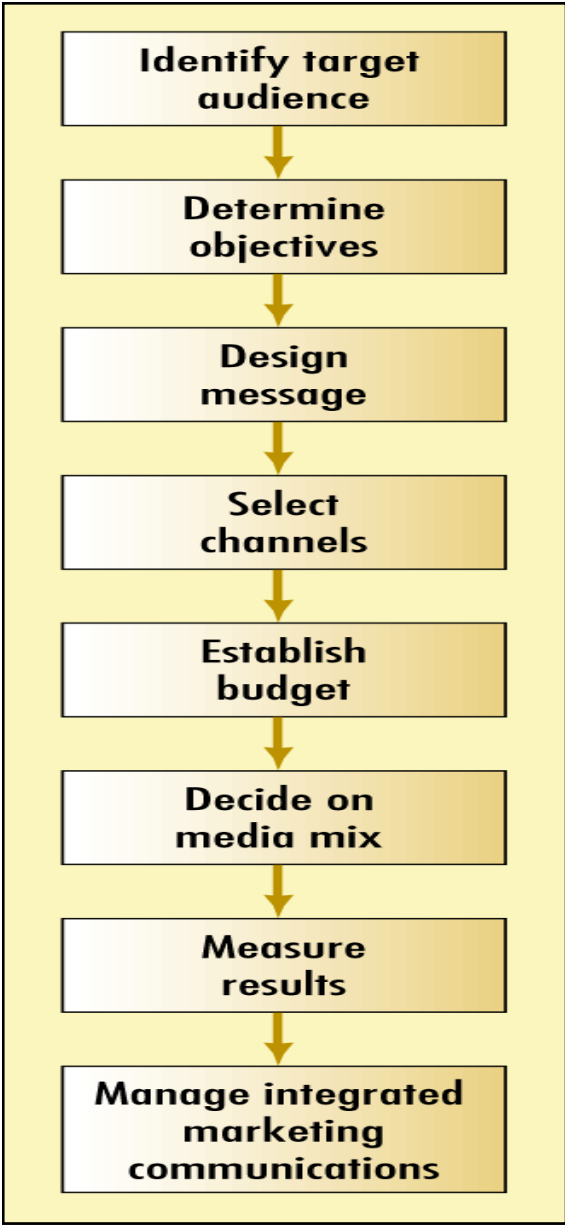 Identify target
audience
Determine
objectives
Design
message
Select
channels
Establish
budget
Decide on
media mix
Measure
results
Manage integrated
marketing
communications